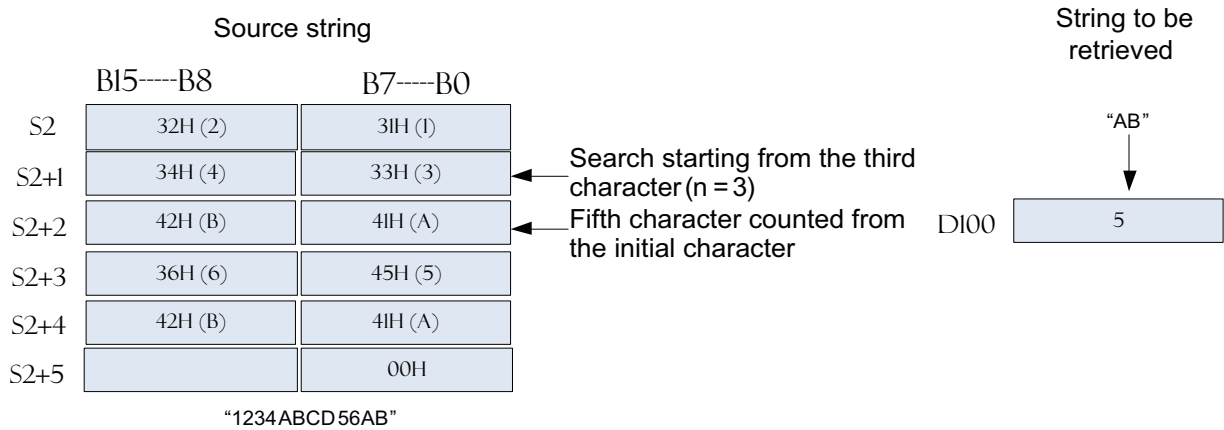 Source string
String to be
retrieved
B15-----B8 B7-----B0
S2 32H (2) 31H (1)
"AB"
S2+1 34H (4) 33H (3) Search starting from the third
character (n = 3)
S2+2 42H (B) 41H (A) Fifth character counted from
the initial character
D100 5
S2+3 36H (6) 45H (5)
S2+4 42H (B) 41H (A)
S2+5 00H
“1234ABCD56AB”